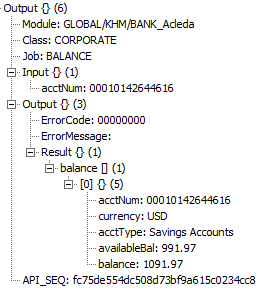 Output {} (6)
Module: GLOBAL/KHM/BANK_Acleda
Class: CORPORATE
Job: BALANCE
Input {} (1)
acctNum: 00010142644616
Output {} (3)
ErrorCode: 00000000
ErrorMessage:
Result {} (1)
balance [] (1)
[0] {} (5)
acctNum: 00010142644616
currency: USD
acctType: Savings Accounts
availableBal: 991.97
balance: 1091.97
API_SEQ: fc75de554dc508d73bf9a615c0234cc8